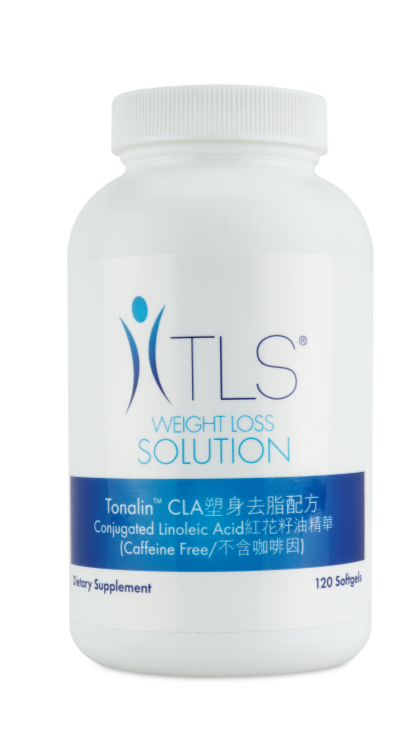 TLS®
WEIGHT LOSS
SOLUTION
Tonalin™ CLA塑身去脂配方
Conjugated Linoleic Acid紅花籽油精華
(Caffeine Free/不含咖啡因)
Dietary Supplement
120 Softgels